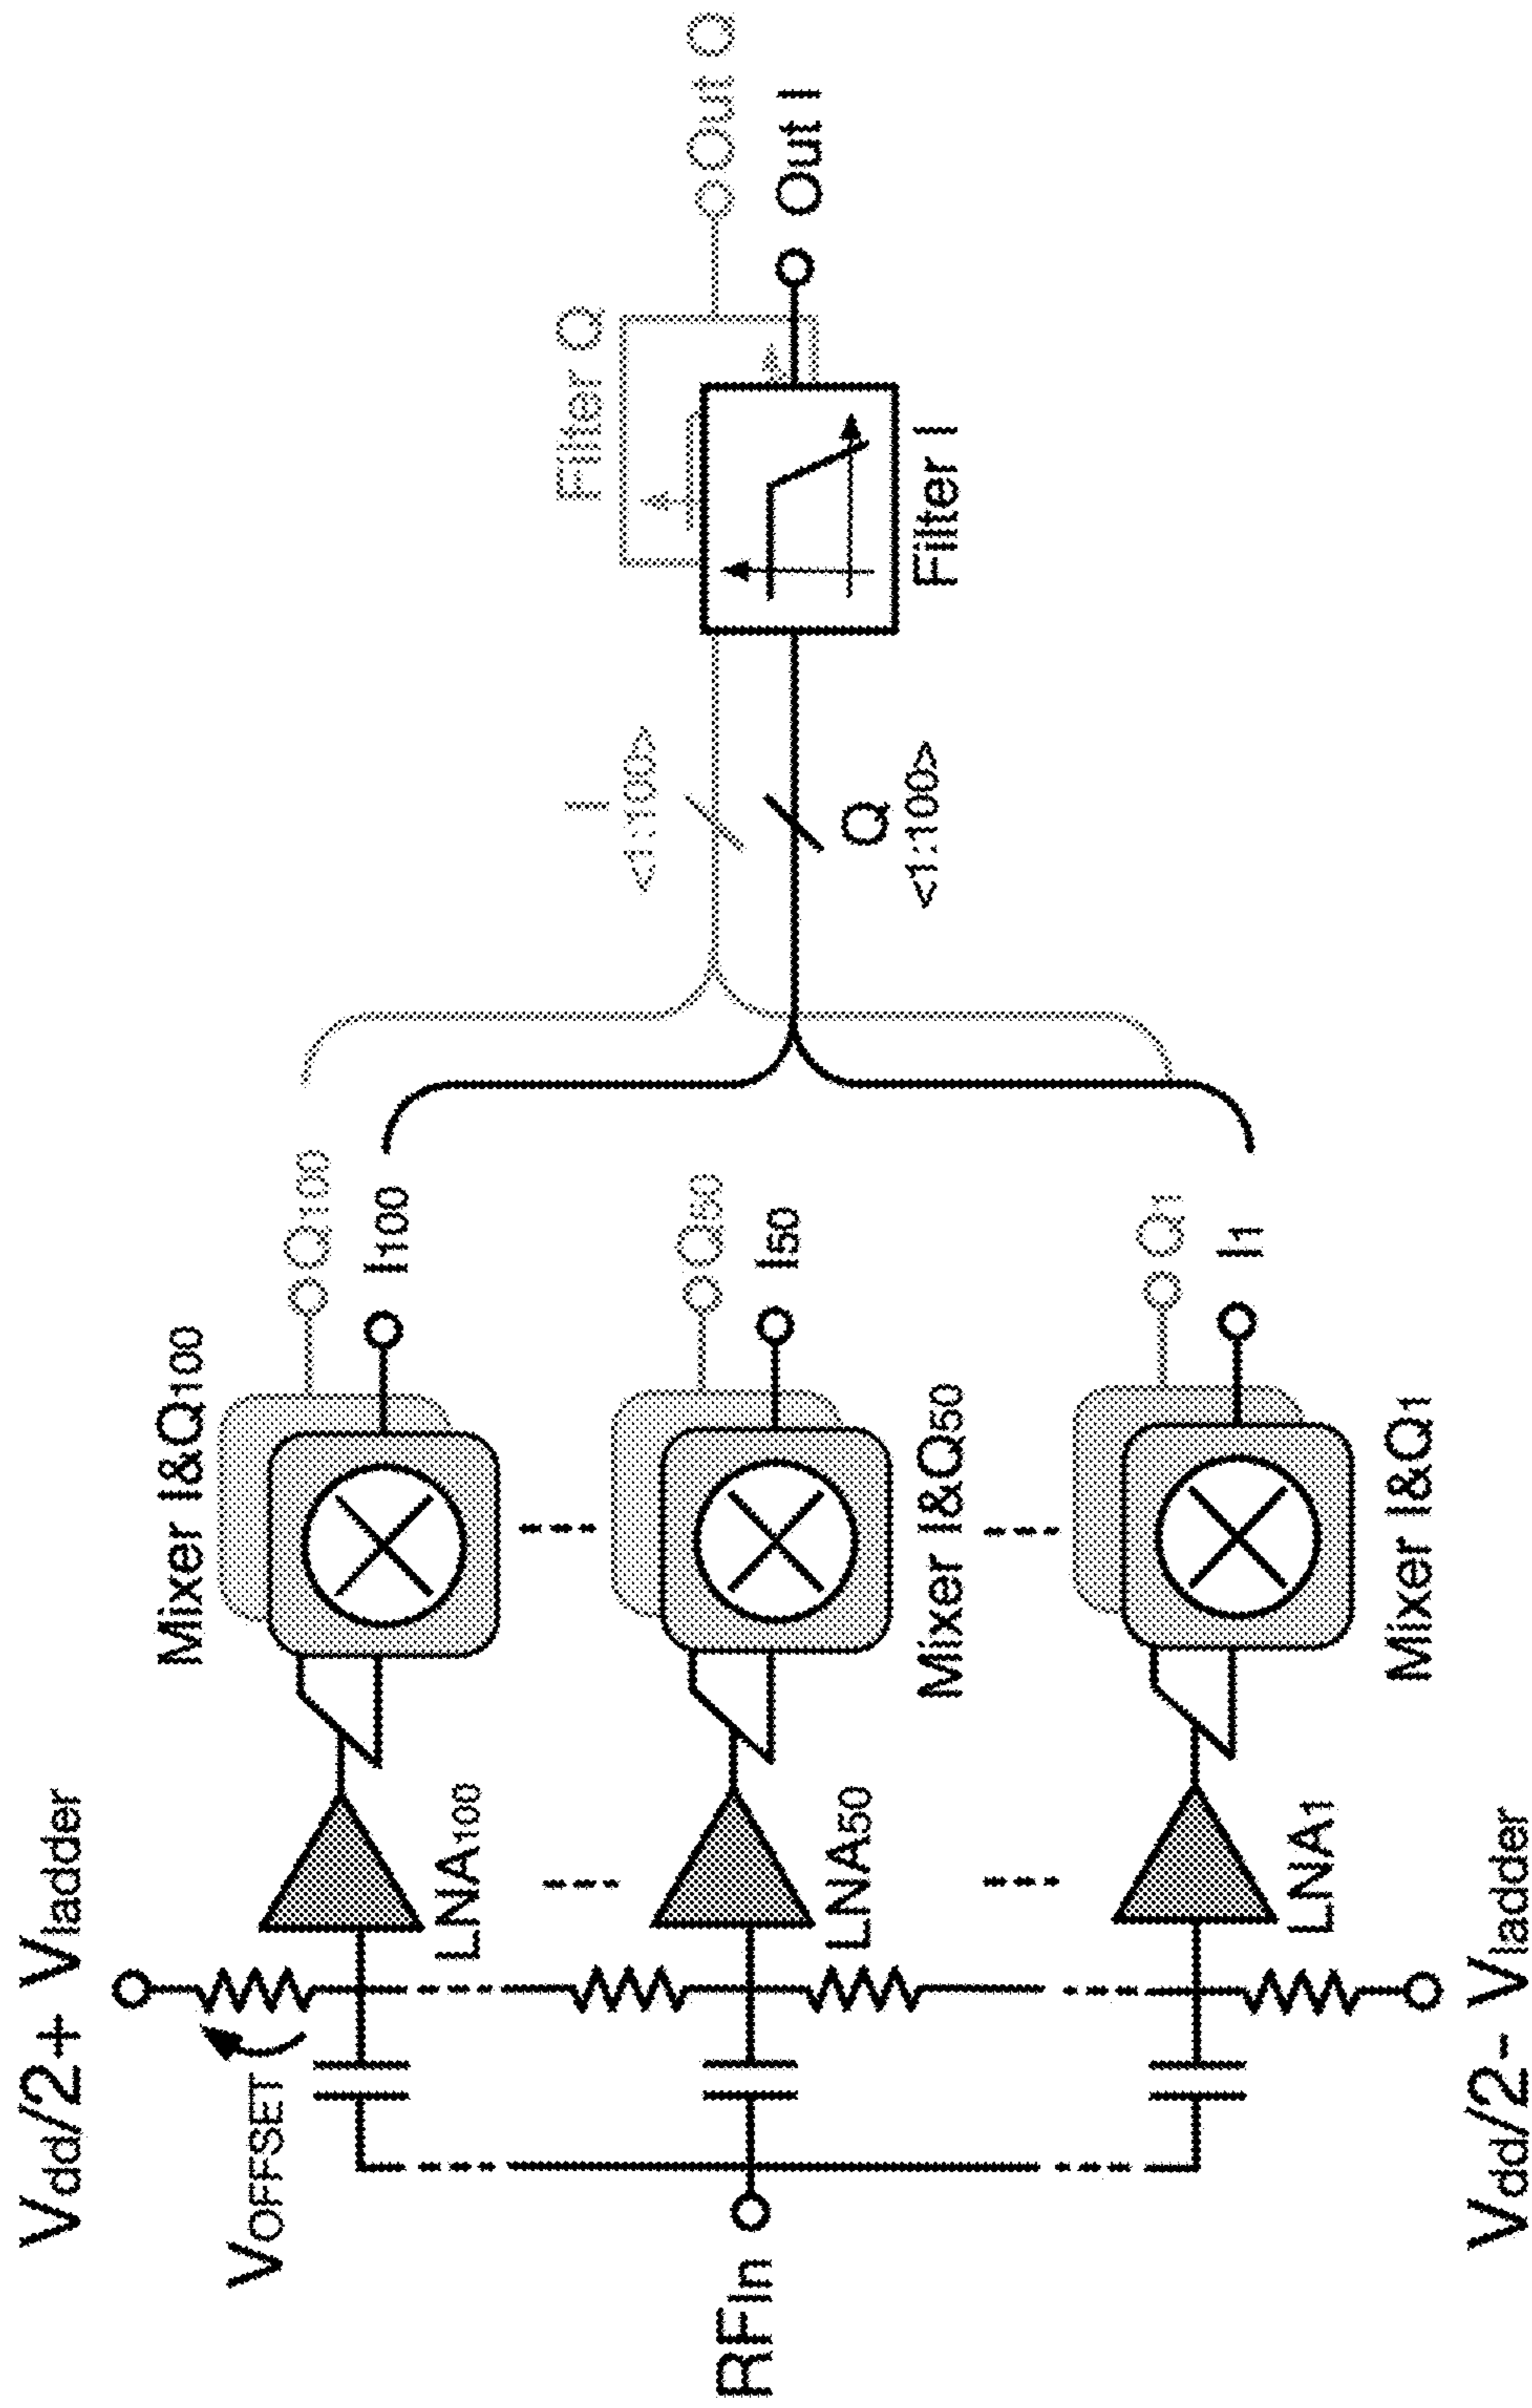 Vdd/2+ Vladder
VOFFSET
RFIn
Vdd/2- Vladder
LNA100
LNA50
LNA1
Mixer I&Q100
Mixer I&Q50
Mixer I&Q1
Q100
I100
Q50
I50
Q1
I1
I
<1:100>
Q
<1:100>
Filter Q
Filter I
Out Q
Out I